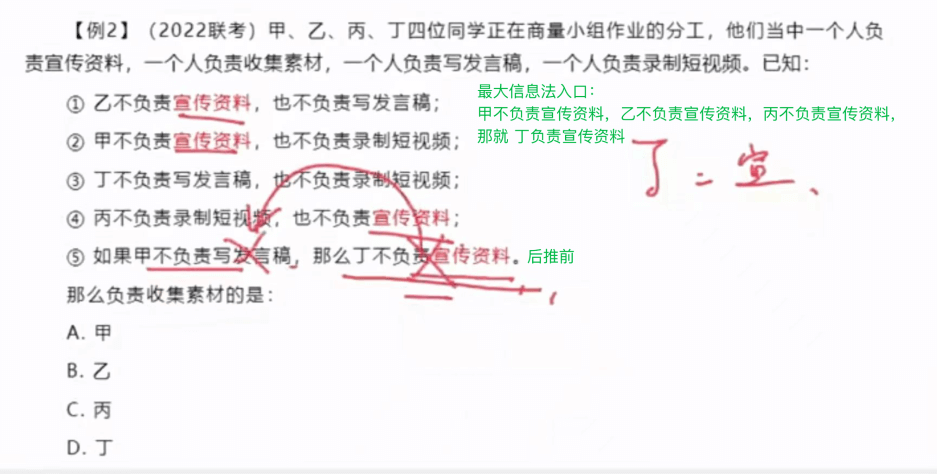 【例2】（2022联考）甲、乙、丙、丁四位同学正在商量小组作业的分工，他们当中一个人负
责宣传资料，一个人负责收集素材，一个人负责写发言稿，一个人负责录制短视频。已知：
① 乙不负责宣传资料，也不负责写发言稿；
② 甲不负责宣传资料，也不负责录制短视频；
③ 丁不负责写发言稿，也不负责录制短视频；
④ 丙不负责录制短视频，也不负责宣传资料；
⑤ 如果甲不负责写发言稿，那么丁不负责宣传资料。后推前
最大信息法入口：
甲不负责宣传资料，乙不负责宣传资料，丙不负责宣传资料，
那就 丁负责宣传资料
丁 = 宣、
那么负责收集素材的是：
A. 甲
B. 乙
C. 丙
D. 丁